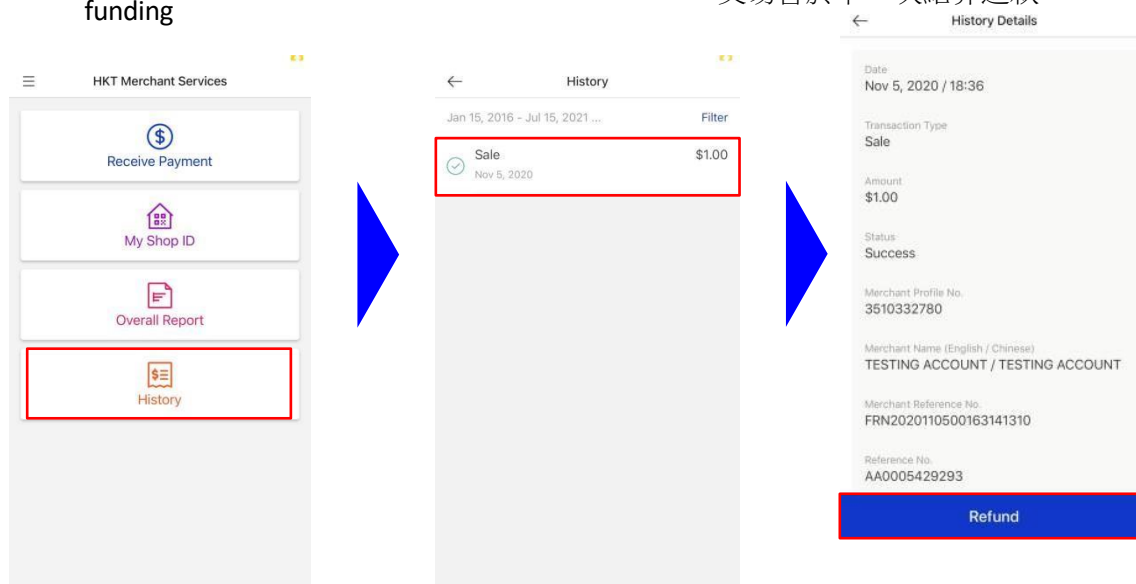 funding
HKT Merchant Services
Receive Payment
My Shop ID
Overall Report
History
History
Jan 15, 2016 - Jul 15, 2021 ...
Filter
Sale
$1.00
Nov 5, 2020
History Details
Date
Nov 5, 2020 / 18:36
Transaction Type
Sale
Amount
$1.00
Status
Success
Merchant Profile No.
3510332780
Merchant Name (English / Chinese)
TESTING ACCOUNT / TESTING ACCOUNT
Merchant Reference No.
FRN2020110500163141310
Reference No.
AA0005429293
Refund